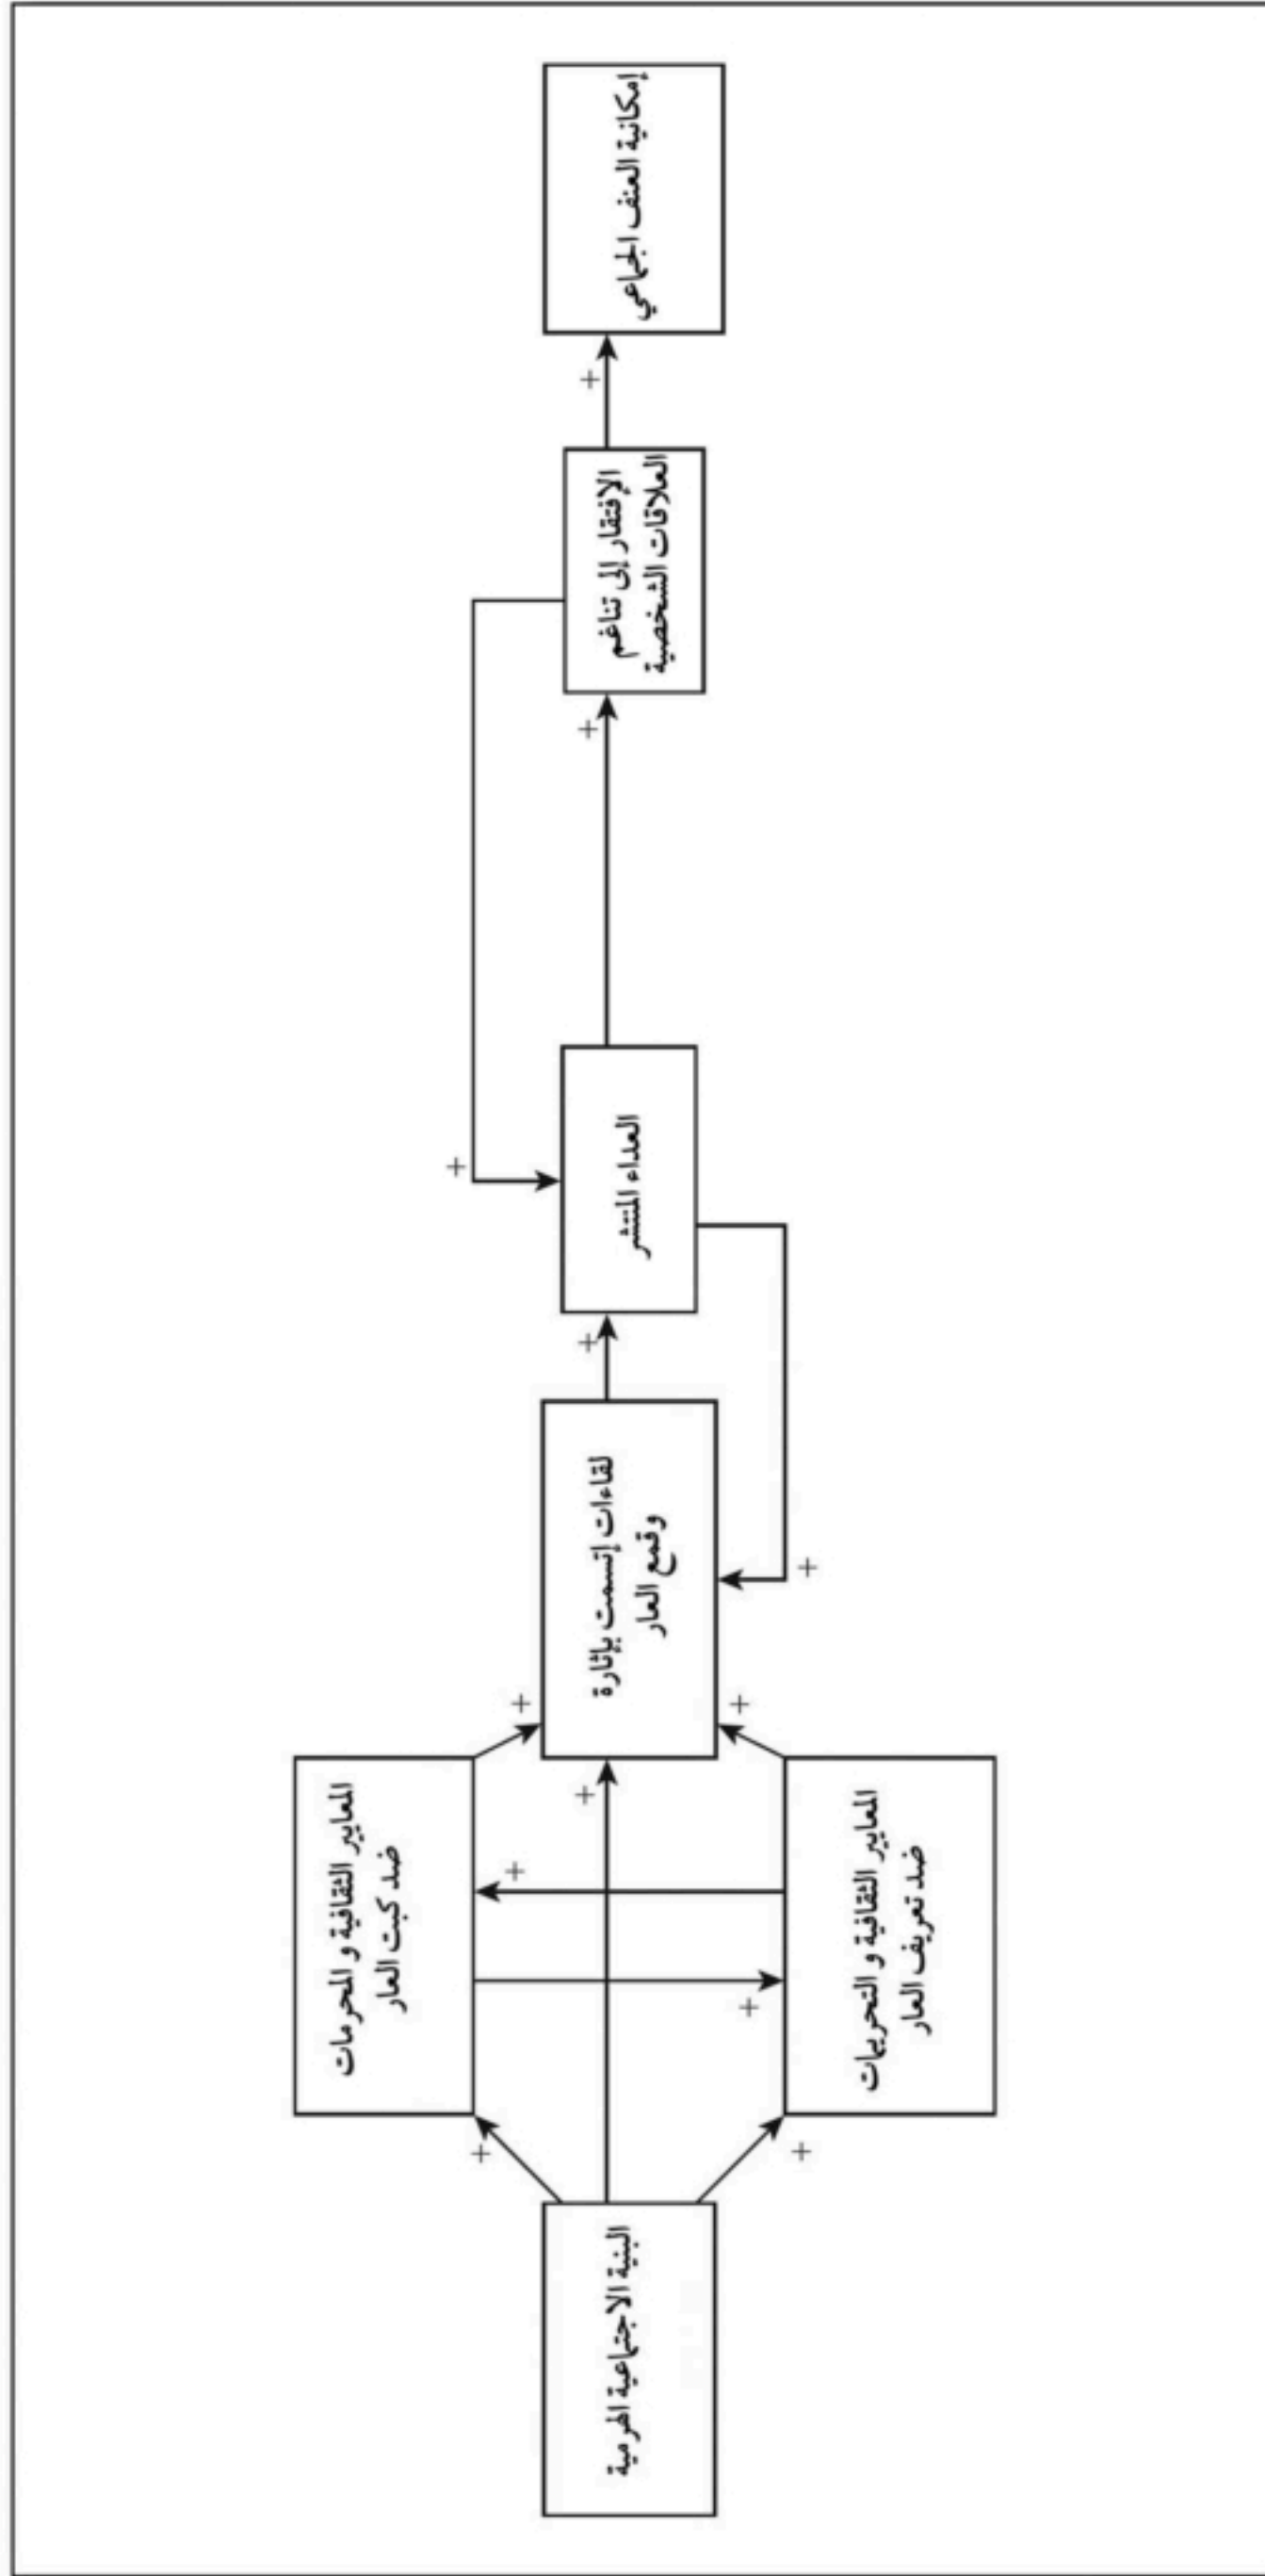 البنية الاجتماعية الهرمية
المعايير الثقافية و المحرمات
ضد كبت العار
المعايير الثقافية و التحريمات
ضد تعريف العار
لقاءات إتسمت بإثارة
وقمع العار
العداء المنتشر
الإفتقار إلى تناغم
العلاقات الشخصية
إمكانية العنف الجماعي
+
+
+
+
+
+
+
+
+
+
+
+